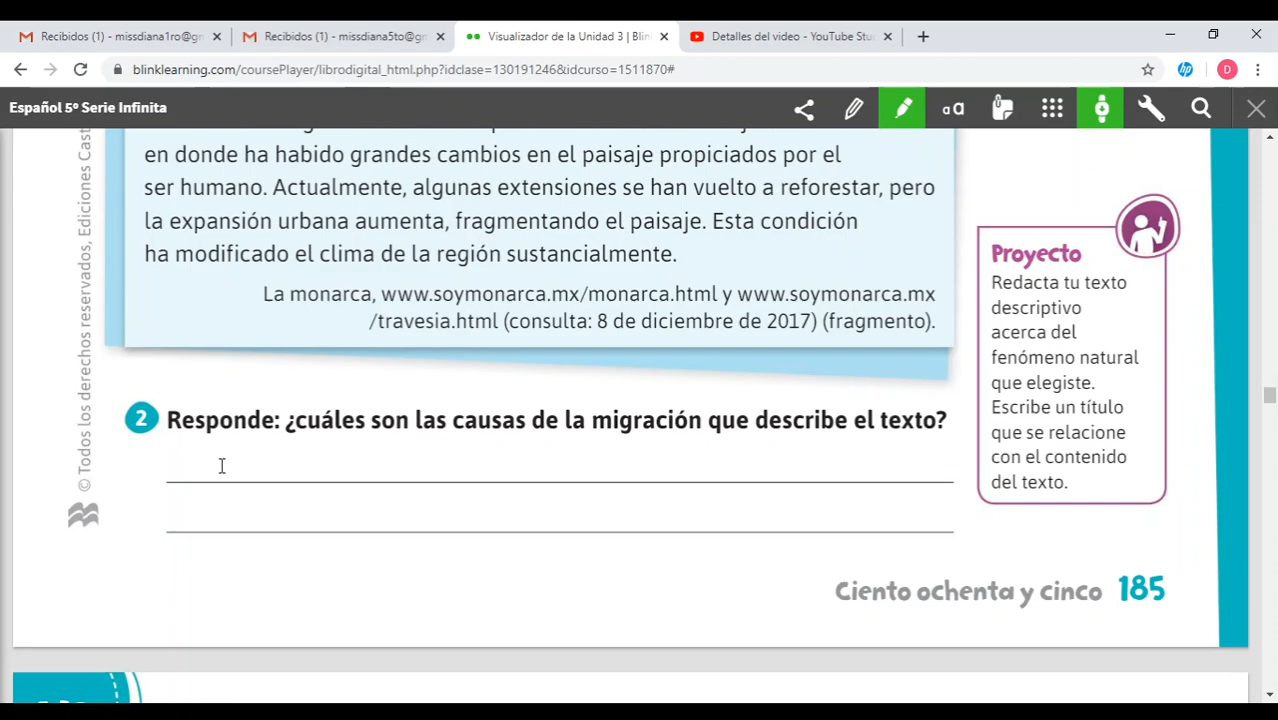 Recibidos (1) - missdiana1ro@gm
Recibidos (1) - missdiana5to@gm
Visualizador de la Unidad 3 | Blin
Detalles del video - YouTube Stu
blinklearning.com/coursePlayer/librodigital_html.php?idclase=130191246&idcurso=1511870#
D
Español 5º Serie Infinita
aa
en donde ha habido grandes cambios en el paisaje propiciados por el
ser humano. Actualmente, algunas extensiones se han vuelto a reforestar, pero
la expansión urbana aumenta, fragmentando el paisaje. Esta condición
ha modificado el clima de la región sustancialmente.
La monarca, www.soymonarca.mx/monarca.html y www.soymonarca.mx
/travesia.html (consulta: 8 de diciembre de 2017) (fragmento).
© Todos los derechos reservados, Ediciones Cast
Proyecto
Redacta tu texto
descriptivo
acerca del
fenómeno natural
que elegiste.
Escribe un título
que se relacione
con el contenido
del texto.
2 Responde: ¿cuáles son las causas de la migración que describe el texto?
Ciento ochenta y cinco 185